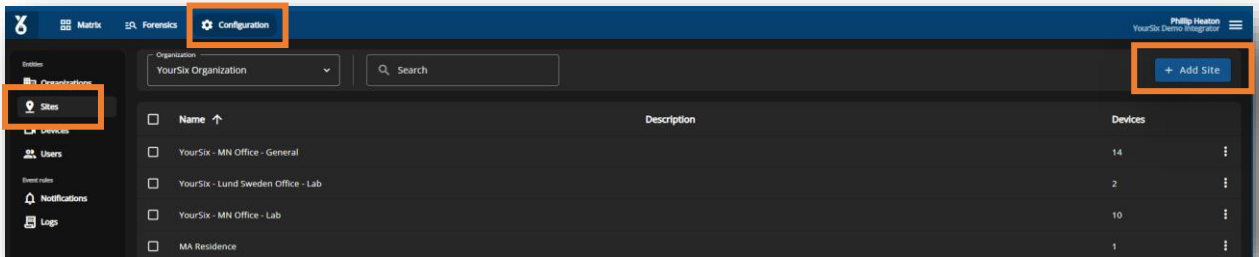 Matrix
Forensics
Configuration
Phillip Heaton
YourSix Demo Integrator
Entities
Organizations
Sites
Devices
Users
Event rules
Notifications
Logs
Organization
YourSix Organization
Search
+ Add Site
Name Description Devices
YourSix - MN Office - General 14
YourSix - Lund Sweden Office - Lab 2
YourSix - MN Office - Lab 10
MA Residence 1